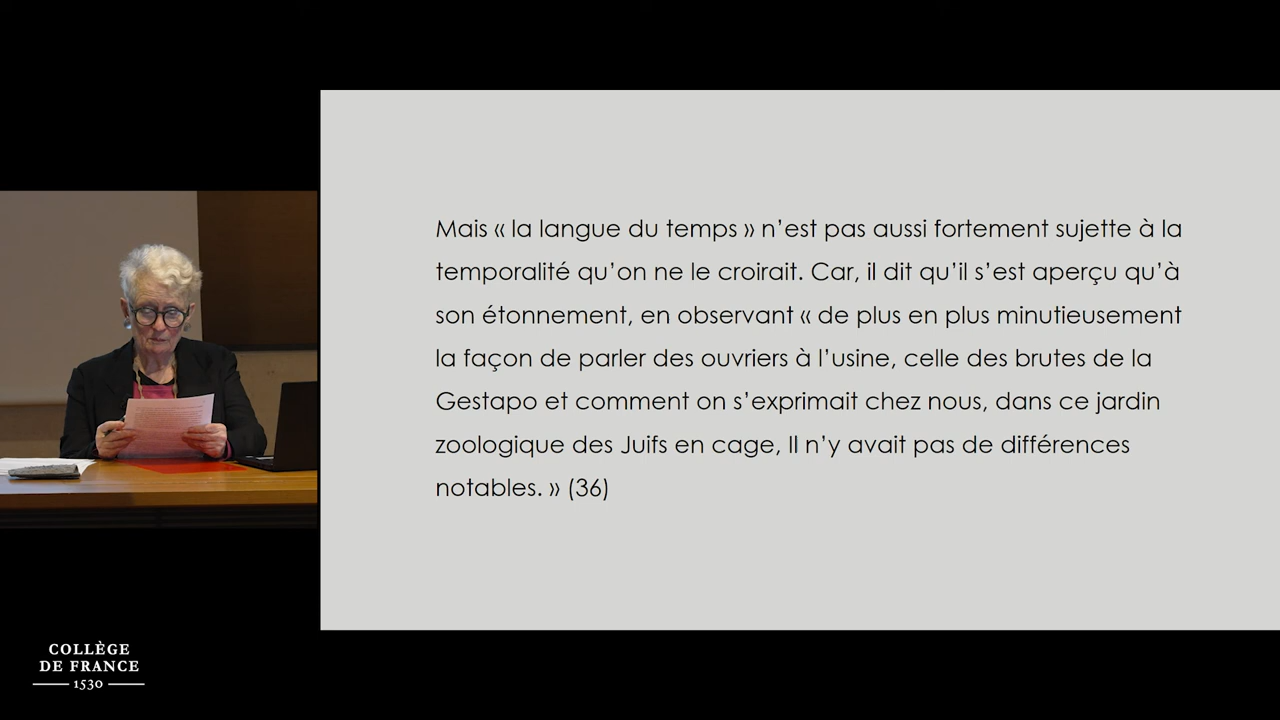 Mais « la langue du temps » n’est pas aussi fortement sujette à la
temporalité qu’on ne le croirait. Car, il dit qu’il s’est aperçu qu’à
son étonnement, en observant « de plus en plus minutieusement
la façon de parler des ouvriers à l’usine, celle des brutes de la
Gestapo et comment on s’exprimait chez nous, dans ce jardin
zoologique des Juifs en cage, Il n’y avait pas de différences
notables. » (36)
COLLÈGE
DE FRANCE
1530